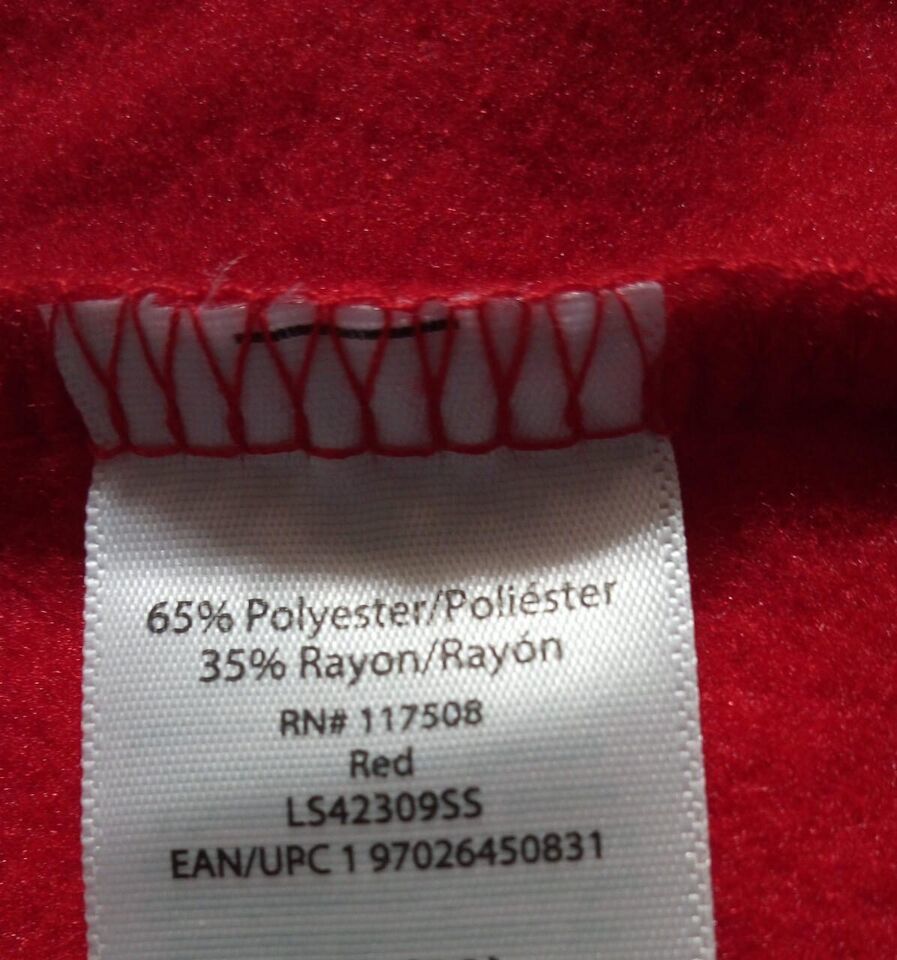 65% Polyester/Poliéster
35% Rayon/Rayón
RN# 117508
Red
LS42309SS
EAN/UPC 1 97026450831